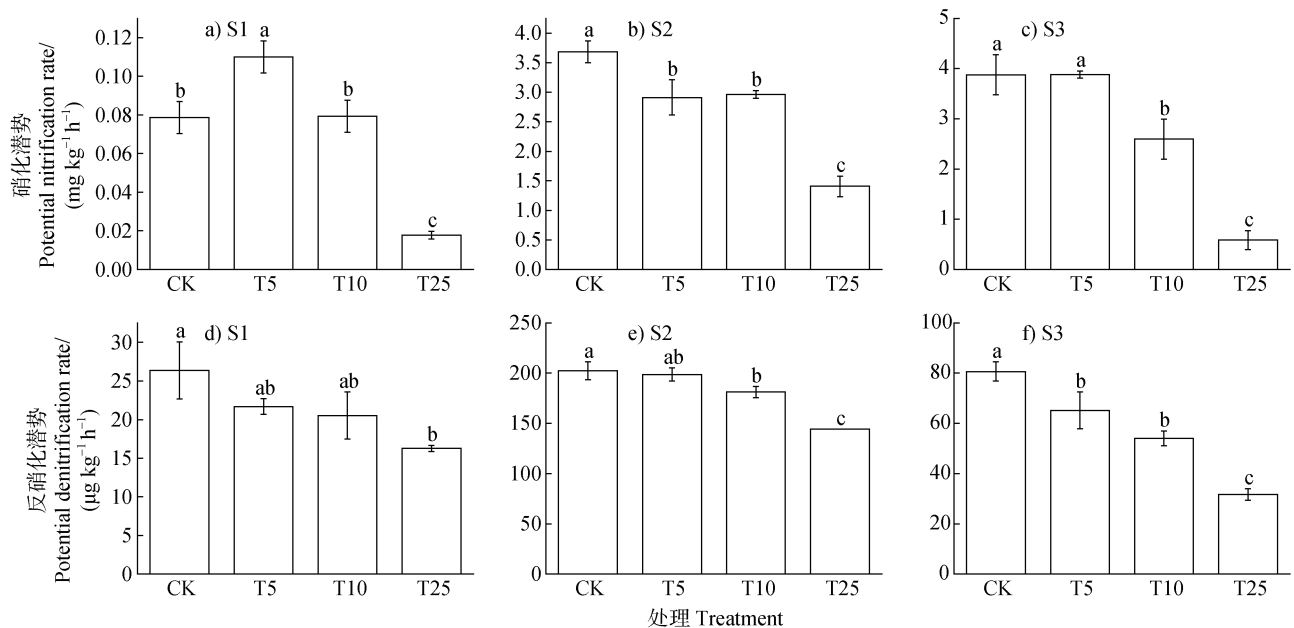 硝化潜势
Potential nitrification rate/
(mg kg⁻¹ h⁻¹)
a) S1
0.12
0.10
0.08
0.06
0.04
0.02
0.00
b
a
b
c
CK T5 T10 T25
b) S2
4.0
3.5
3.0
2.5
2.0
1.5
1.0
0.5
0.0
a
b
b
c
CK T5 T10 T25
c) S3
5
4
3
2
1
0
a
a
b
c
CK T5 T10 T25
反硝化潜势
Potential denitrification rate/
(μg kg⁻¹ h⁻¹)
d) S1
30
25
20
15
10
5
0
a
ab
ab
b
CK T5 T10 T25
e) S2
250
200
150
100
50
0
a
ab
b
c
CK T5 T10 T25
f) S3
100
80
60
40
20
0
a
b
b
c
CK T5 T10 T25
处理 Treatment